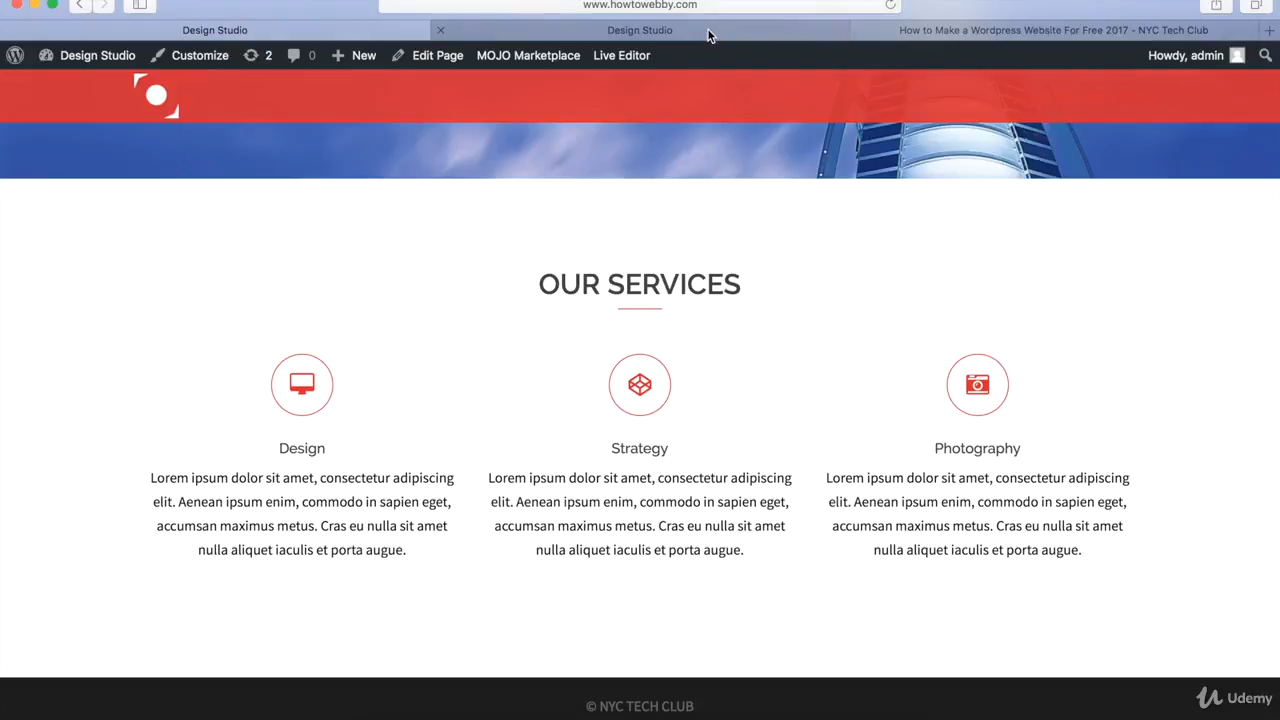 www.howtowebby.com
Design Studio Design Studio How to Make a Wordpress Website For Free 2017 - NYC Tech Club
Design Studio Customize 2 0 New Edit Page MOJO Marketplace Live Editor Howdy, admin
OUR SERVICES
Design Strategy Photography
Lorem ipsum dolor sit amet, consectetur adipiscing
elit. Aenean ipsum enim, commodo in sapien eget,
accumsan maximus metus. Cras eu nulla sit amet
nulla aliquet iaculis et porta augue.
Lorem ipsum dolor sit amet, consectetur adipiscing
elit. Aenean ipsum enim, commodo in sapien eget,
accumsan maximus metus. Cras eu nulla sit amet
nulla aliquet iaculis et porta augue.
Lorem ipsum dolor sit amet, consectetur adipiscing
elit. Aenean ipsum enim, commodo in sapien eget,
accumsan maximus metus. Cras eu nulla sit amet
nulla aliquet iaculis et porta augue.
© NYC TECH CLUB
Udemy